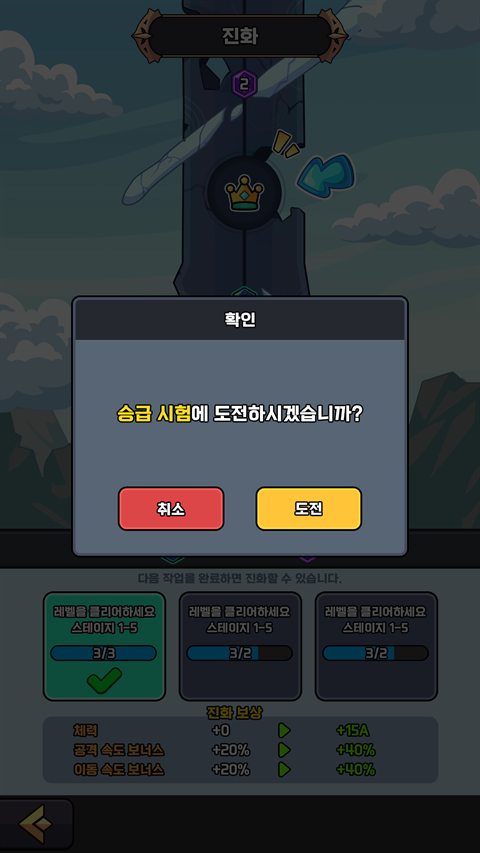 진화
2
확인
승급 시험에 도전하시겠습니까?
취소
도전
다음 작업을 완료하면 진화할 수 있습니다.
레벨을 클리어하세요
스테이지 1-5
3/3
레벨을 클리어하세요
스테이지 1-5
3/2
레벨을 클리어하세요
스테이지 1-5
3/2
진화 보상
체력 +0 +15A
공격 속도 보너스 +20% +40%
이동 속도 보너스 +20% +40%